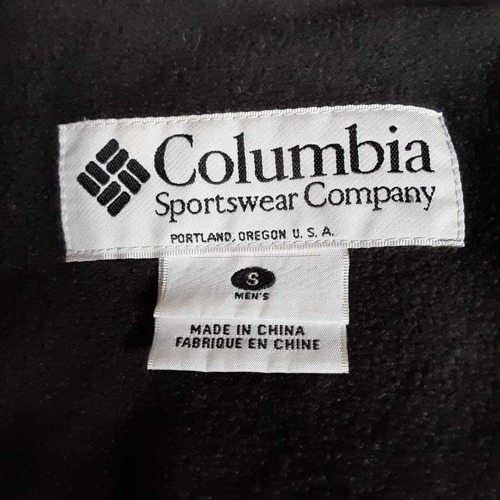 Columbia
Sportswear Company
PORTLAND, OREGON U. S. A.
S
MEN'S
MADE IN CHINA
FABRIQUE EN CHINE